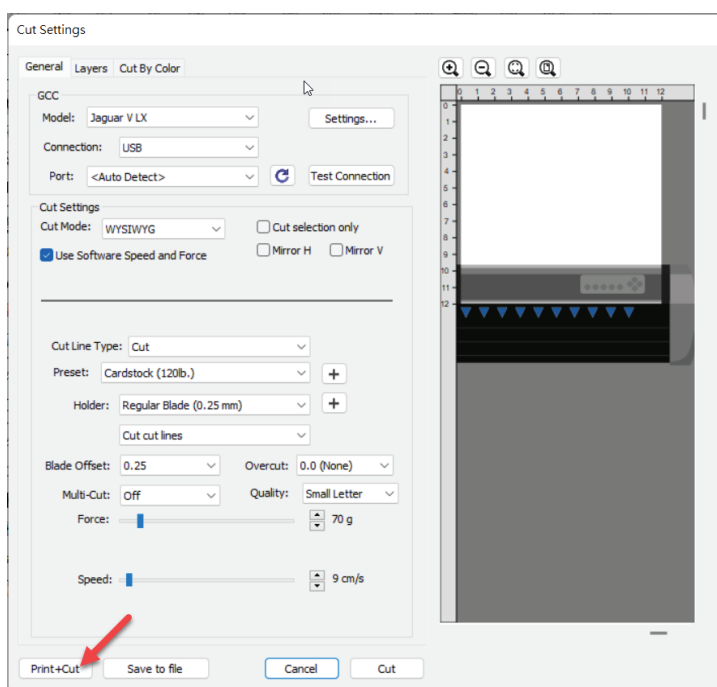 Cut Settings
General Layers Cut By Color
GCC
Model: Jaguar V LX Settings...
Connection: USB
Port: <Auto Detect> Test Connection
Cut Settings
Cut Mode: WYSIWYG Cut selection only
Use Software Speed and Force Mirror H Mirror V
Cut Line Type: Cut
Preset: Cardstock (120lb.) +
Holder: Regular Blade (0.25 mm) +
Cut cut lines
Blade Offset: 0.25 Overcut: 0.0 (None)
Multi-Cut: Off Quality: Small Letter
Force: 70 g
Speed: 9 cm/s
Print+Cut Save to file Cancel Cut
0 1 2 3 4 5 6 7 8 9 10 11 12
0
1
2
3
4
5
6
7
8
9
10
11
12